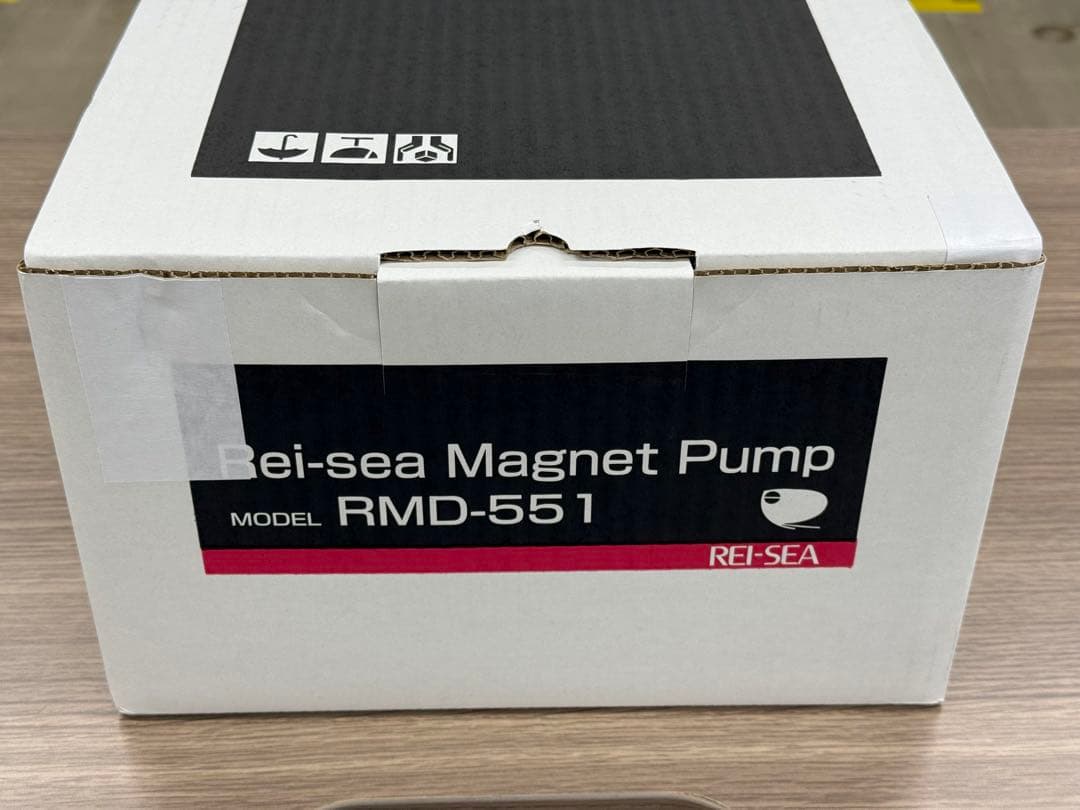 Rei-sea Magnet Pump
MODEL RMD-551
REI-SEA